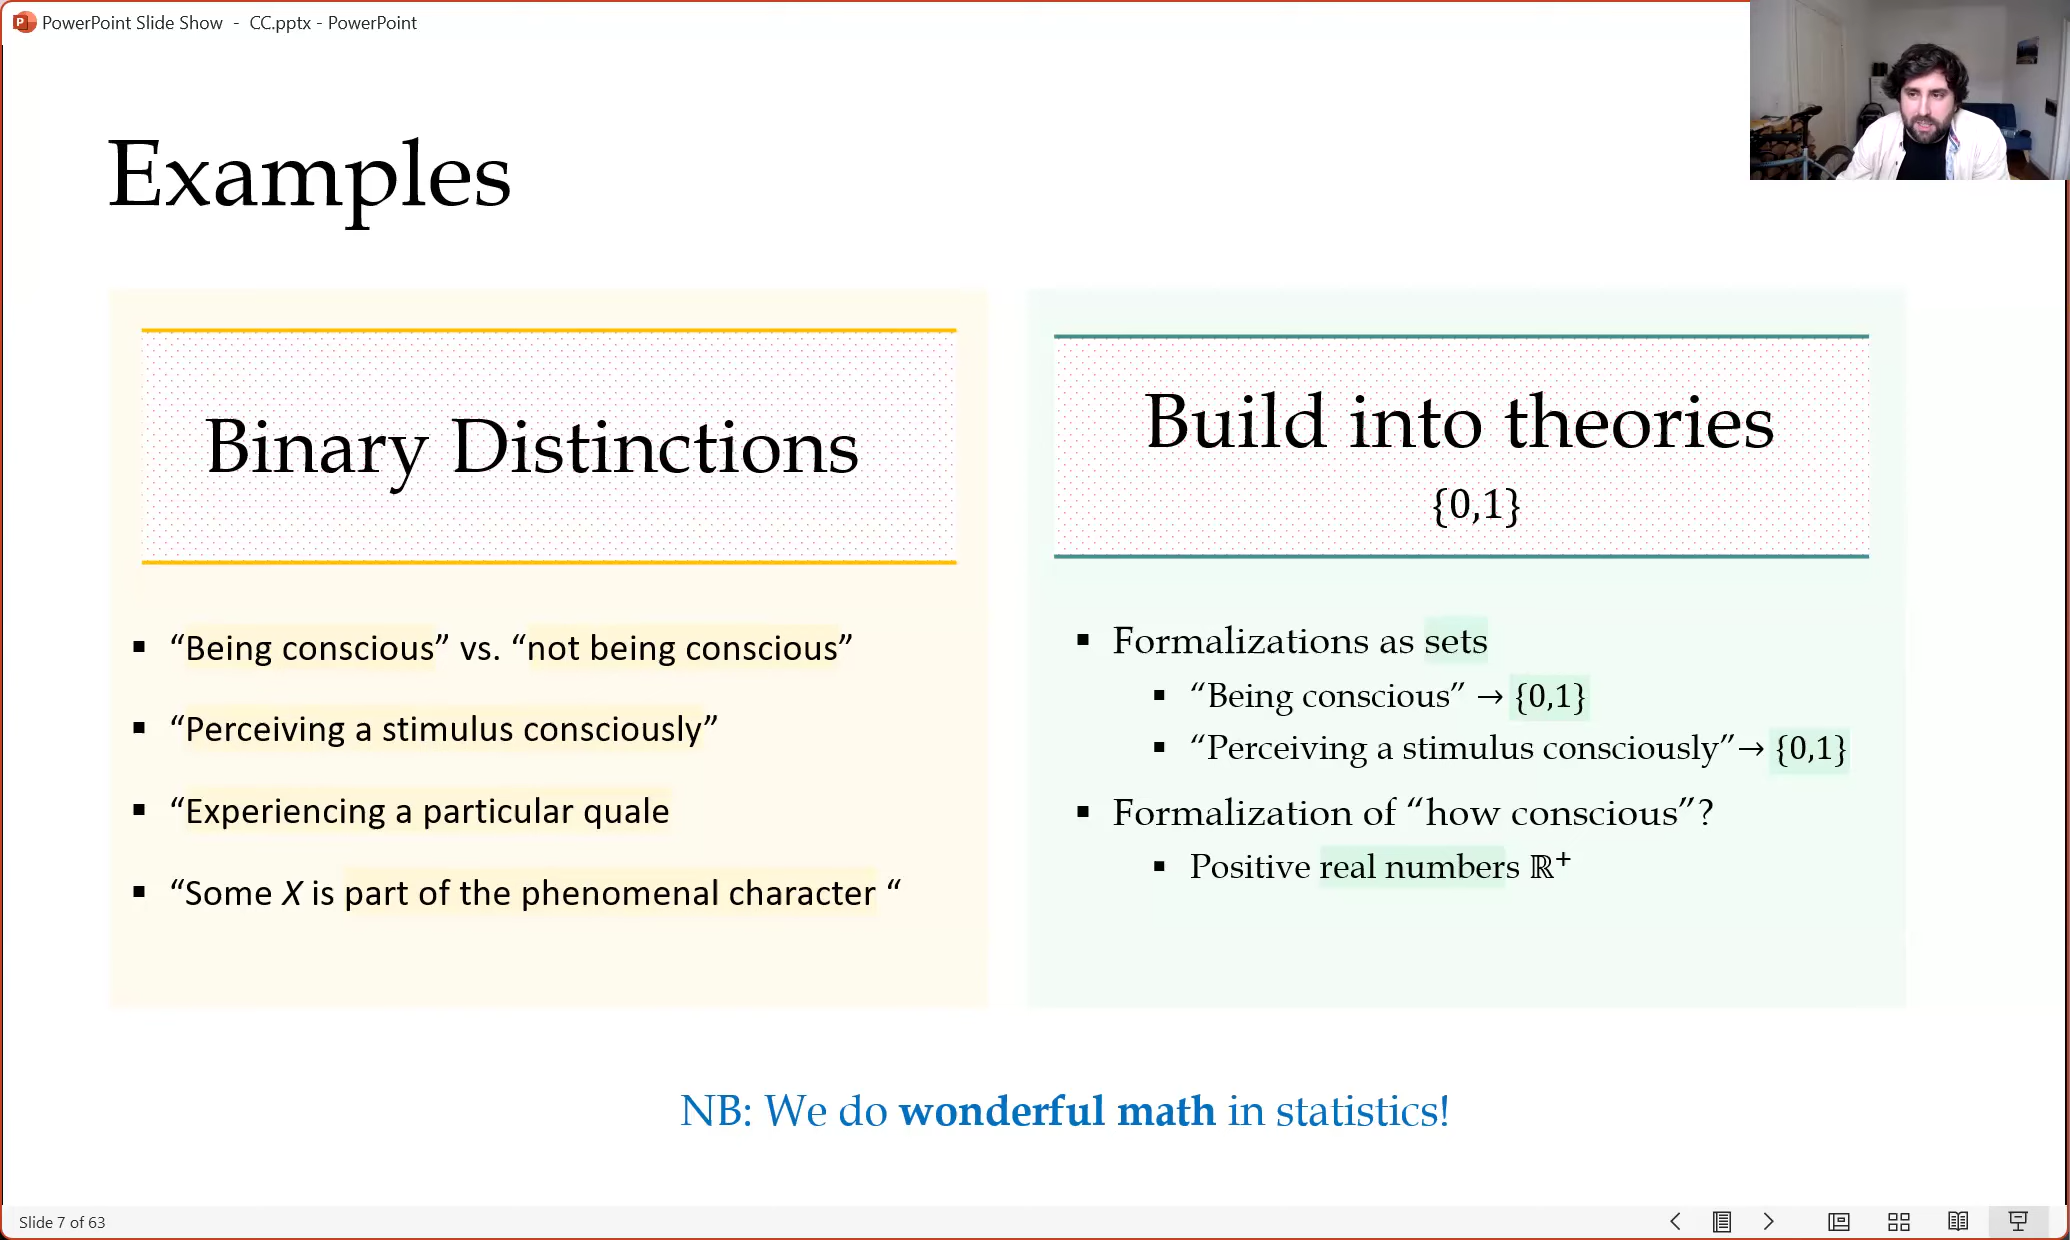 PowerPoint Slide Show - CC.pptx - PowerPoint
Examples
Binary Distinctions
▪ “Being conscious” vs. “not being conscious”
▪ “Perceiving a stimulus consciously”
▪ “Experiencing a particular quale
▪ “Some X is part of the phenomenal character “
Build into theories
{0,1}
▪ Formalizations as sets
▪ “Being conscious” → {0,1}
▪ “Perceiving a stimulus consciously”→ {0,1}
▪ Formalization of “how conscious”?
▪ Positive real numbers ℝ⁺
NB: We do wonderful math in statistics!
Slide 7 of 63